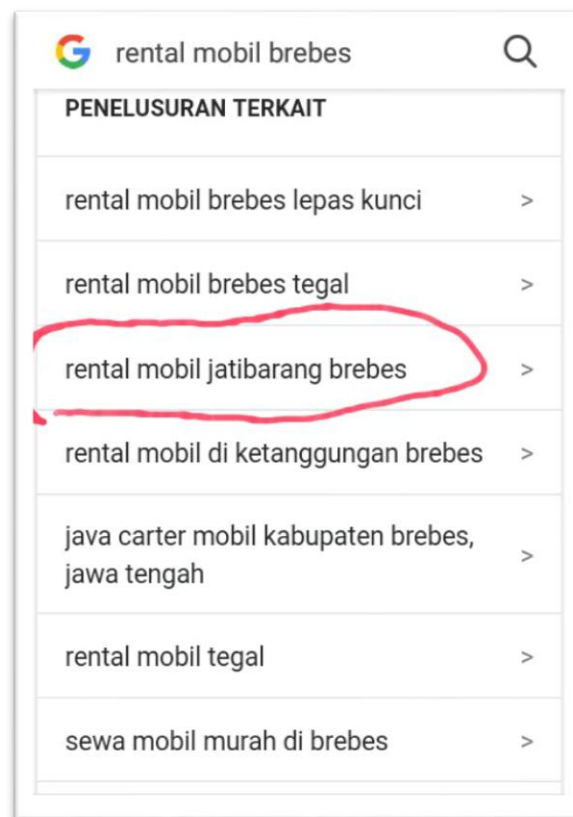 rental mobil brebes
PENELUSURAN TERKAIT
rental mobil brebes lepas kunci
rental mobil brebes tegal
rental mobil jatibarang brebes
rental mobil di ketanggungan brebes
java carter mobil kabupaten brebes,
jawa tengah
rental mobil tegal
sewa mobil murah di brebes